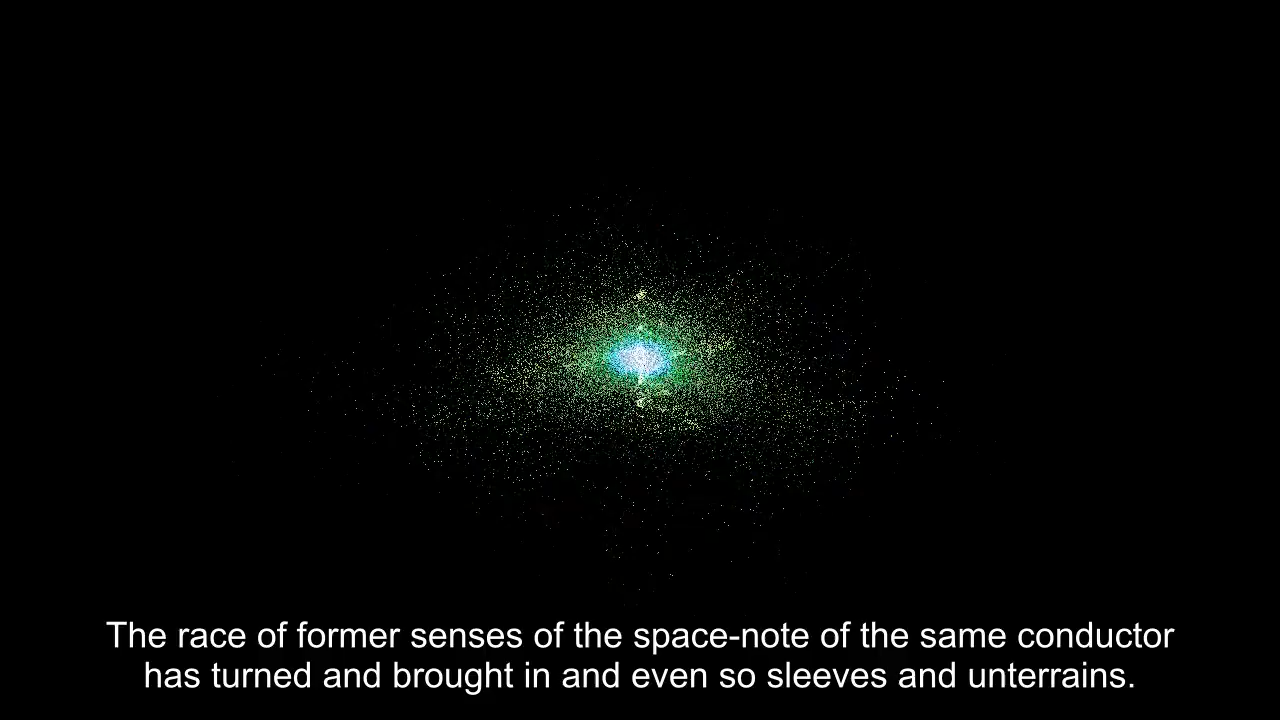 The race of former senses of the space-note of the same conductor
has turned and brought in and even so sleeves and unterrains.